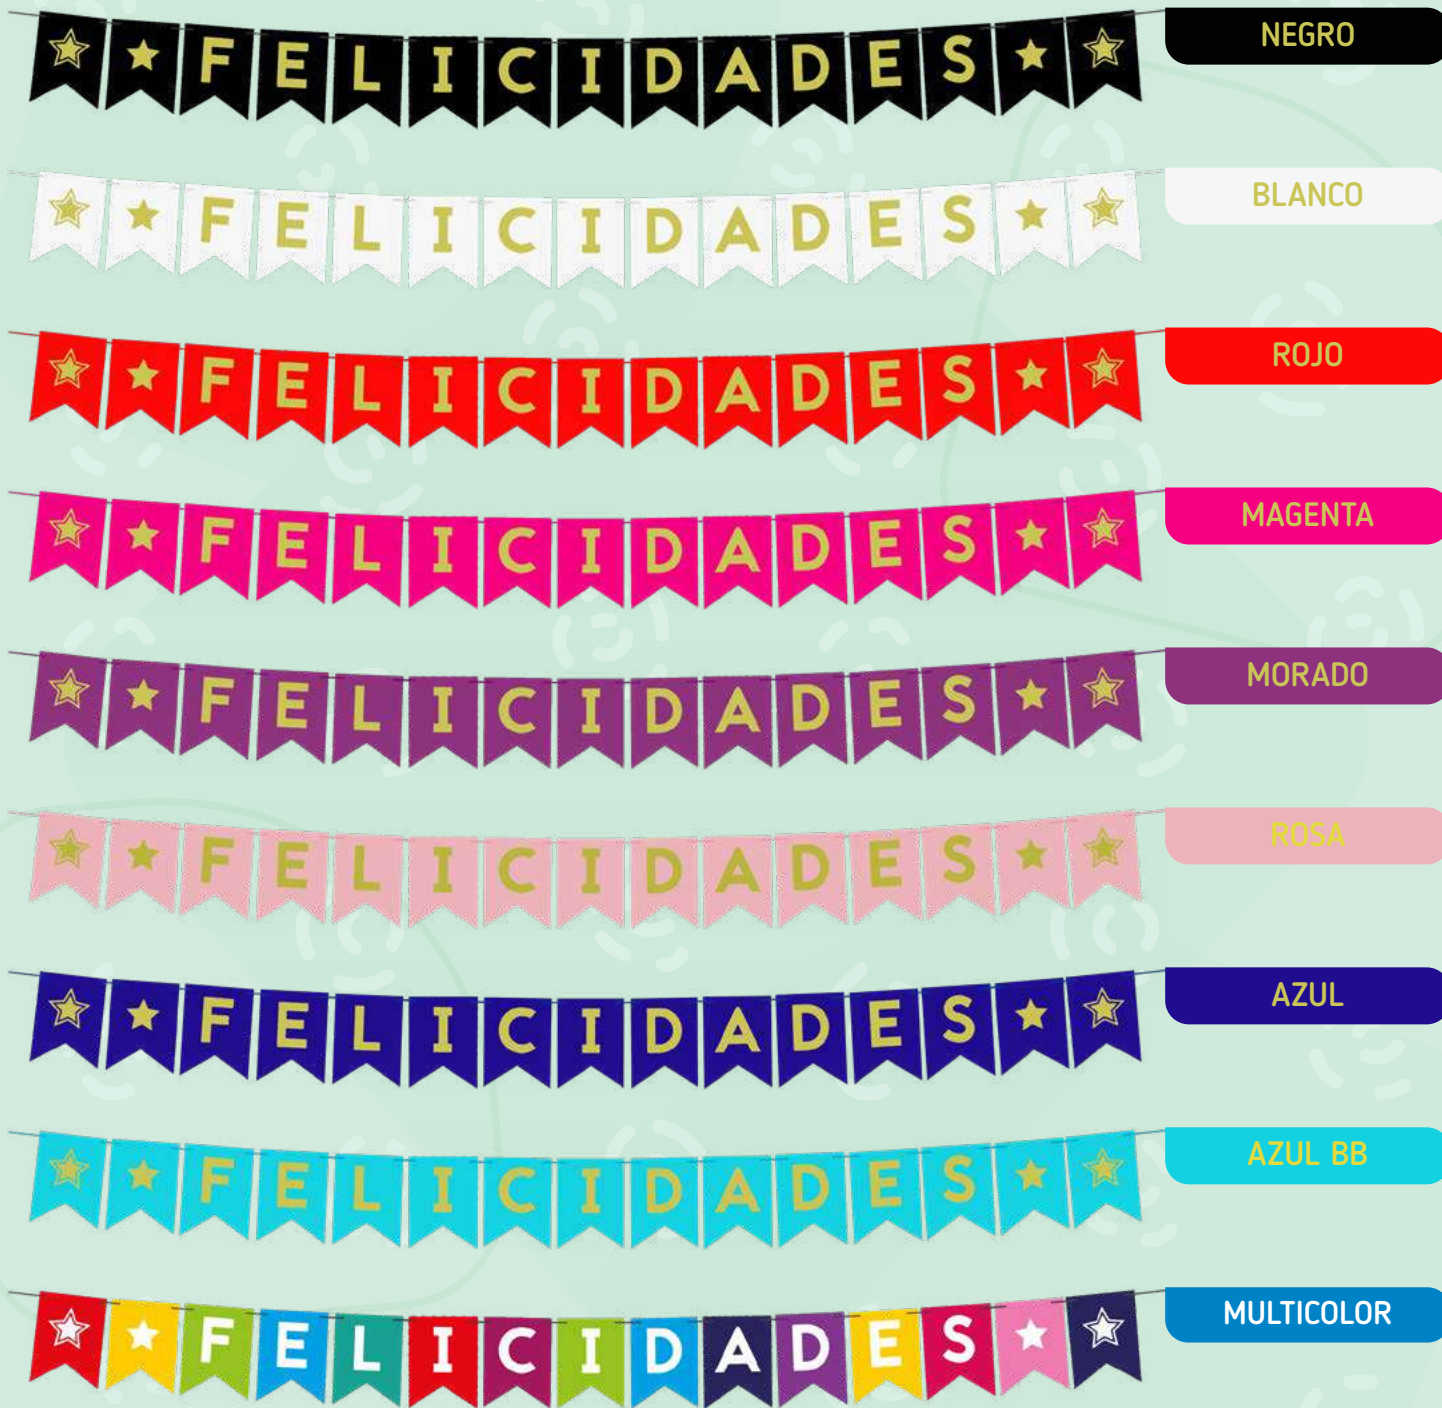 FELICIDADES NEGRO
FELICIDADES BLANCO
FELICIDADES ROJO
FELICIDADES MAGENTA
FELICIDADES MORADO
FELICIDADES ROSA
FELICIDADES AZUL
FELICIDADES AZUL BB
FELICIDADES MULTICOLOR